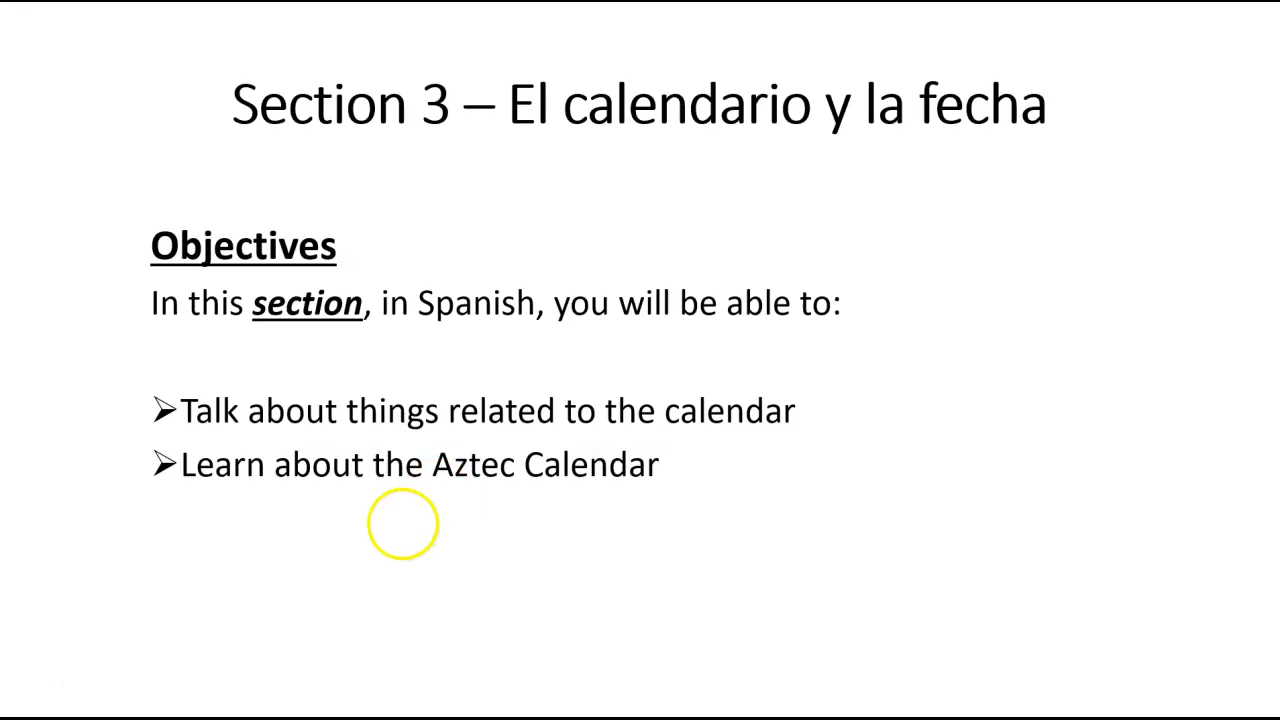 Section 3 – El calendario y la fecha
Objectives
In this section, in Spanish, you will be able to:
➢Talk about things related to the calendar
➢Learn about the Aztec Calendar